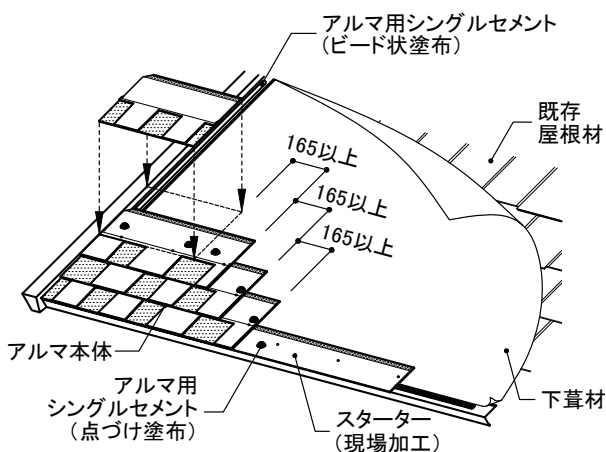 アルマ用シングルセメント
(ビード状塗布)
既存
屋根材
165以上
165以上
165以上
アルマ本体
アルマ用
シングルセメント
(点づけ塗布)
スターター
(現場加工)
下葺材